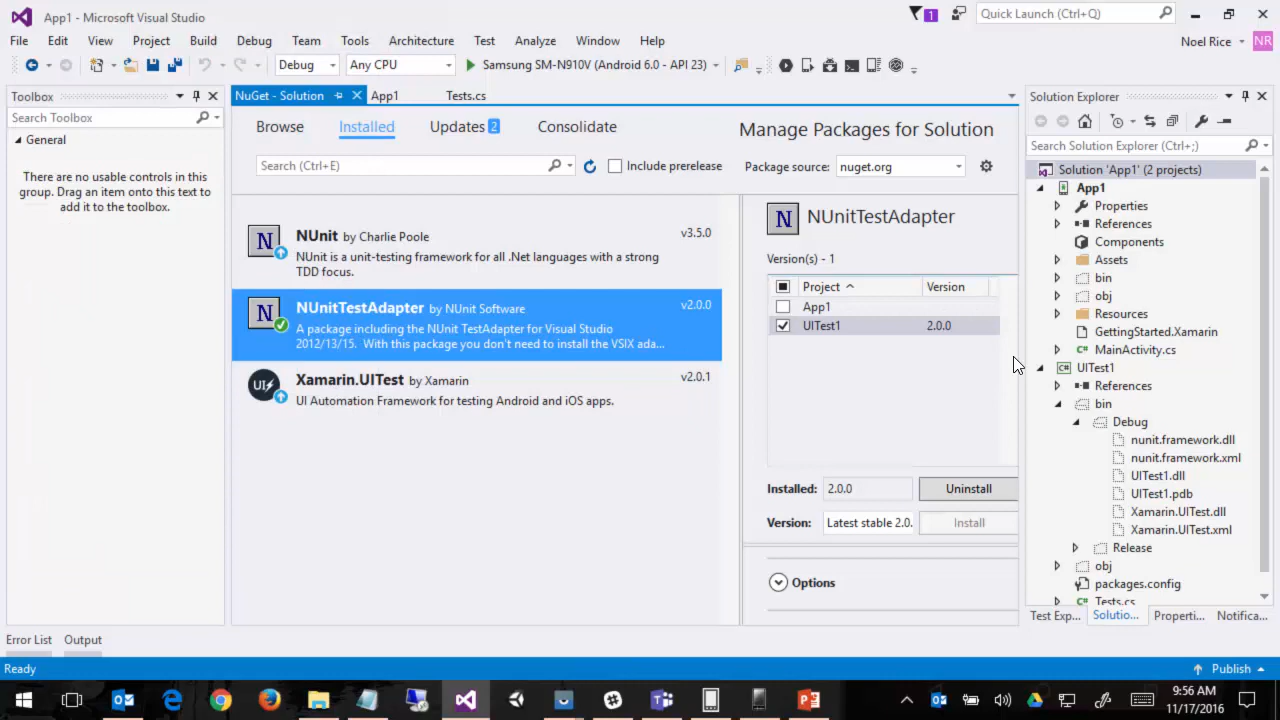 App1 - Microsoft Visual Studio
1
Quick Launch (Ctrl+Q)
File Edit View Project Build Debug Team Tools Architecture Test Analyze Window Help
Noel Rice NR
Debug Any CPU Samsung SM-N910V (Android 6.0 - API 23)
Toolbox
Search Toolbox
General
There are no usable controls in this
group. Drag an item onto this text to
add it to the toolbox.
NuGet - Solution App1 Tests.cs
Browse Installed Updates 2 Consolidate
Manage Packages for Solution
Search (Ctrl+E) Include prerelease
Package source: nuget.org
N NUnit by Charlie Poole v3.5.0
NUnit is a unit-testing framework for all .Net languages with a strong
TDD focus.
N NUnitTestAdapter by NUnit Software v2.0.0
A package including the NUnit TestAdapter for Visual Studio
2012/13/15. With this package you don't need to install the VSIX ada...
UI Xamarin.UITest by Xamarin v2.0.1
UI Automation Framework for testing Android and iOS apps.
N NUnitTestAdapter
Version(s) - 1
Project Version
App1
UITest1 2.0.0
Installed: 2.0.0 Uninstall
Version: Latest stable 2.0. Install
Options
Solution Explorer
Search Solution Explorer (Ctrl+;)
Solution 'App1' (2 projects)
App1
Properties
References
Components
Assets
bin
obj
Resources
GettingStarted.Xamarin
C# MainActivity.cs
C# UITest1
References
bin
Debug
nunit.framework.dll
nunit.framework.xml
UITest1.dll
UITest1.pdb
Xamarin.UITest.dll
Xamarin.UITest.xml
Release
obj
packages.config
C# Tests.cs
Test Exp... Solutio... Properti... Notifica...
Error List Output
Ready
Publish
9:56 AM
11/17/2016